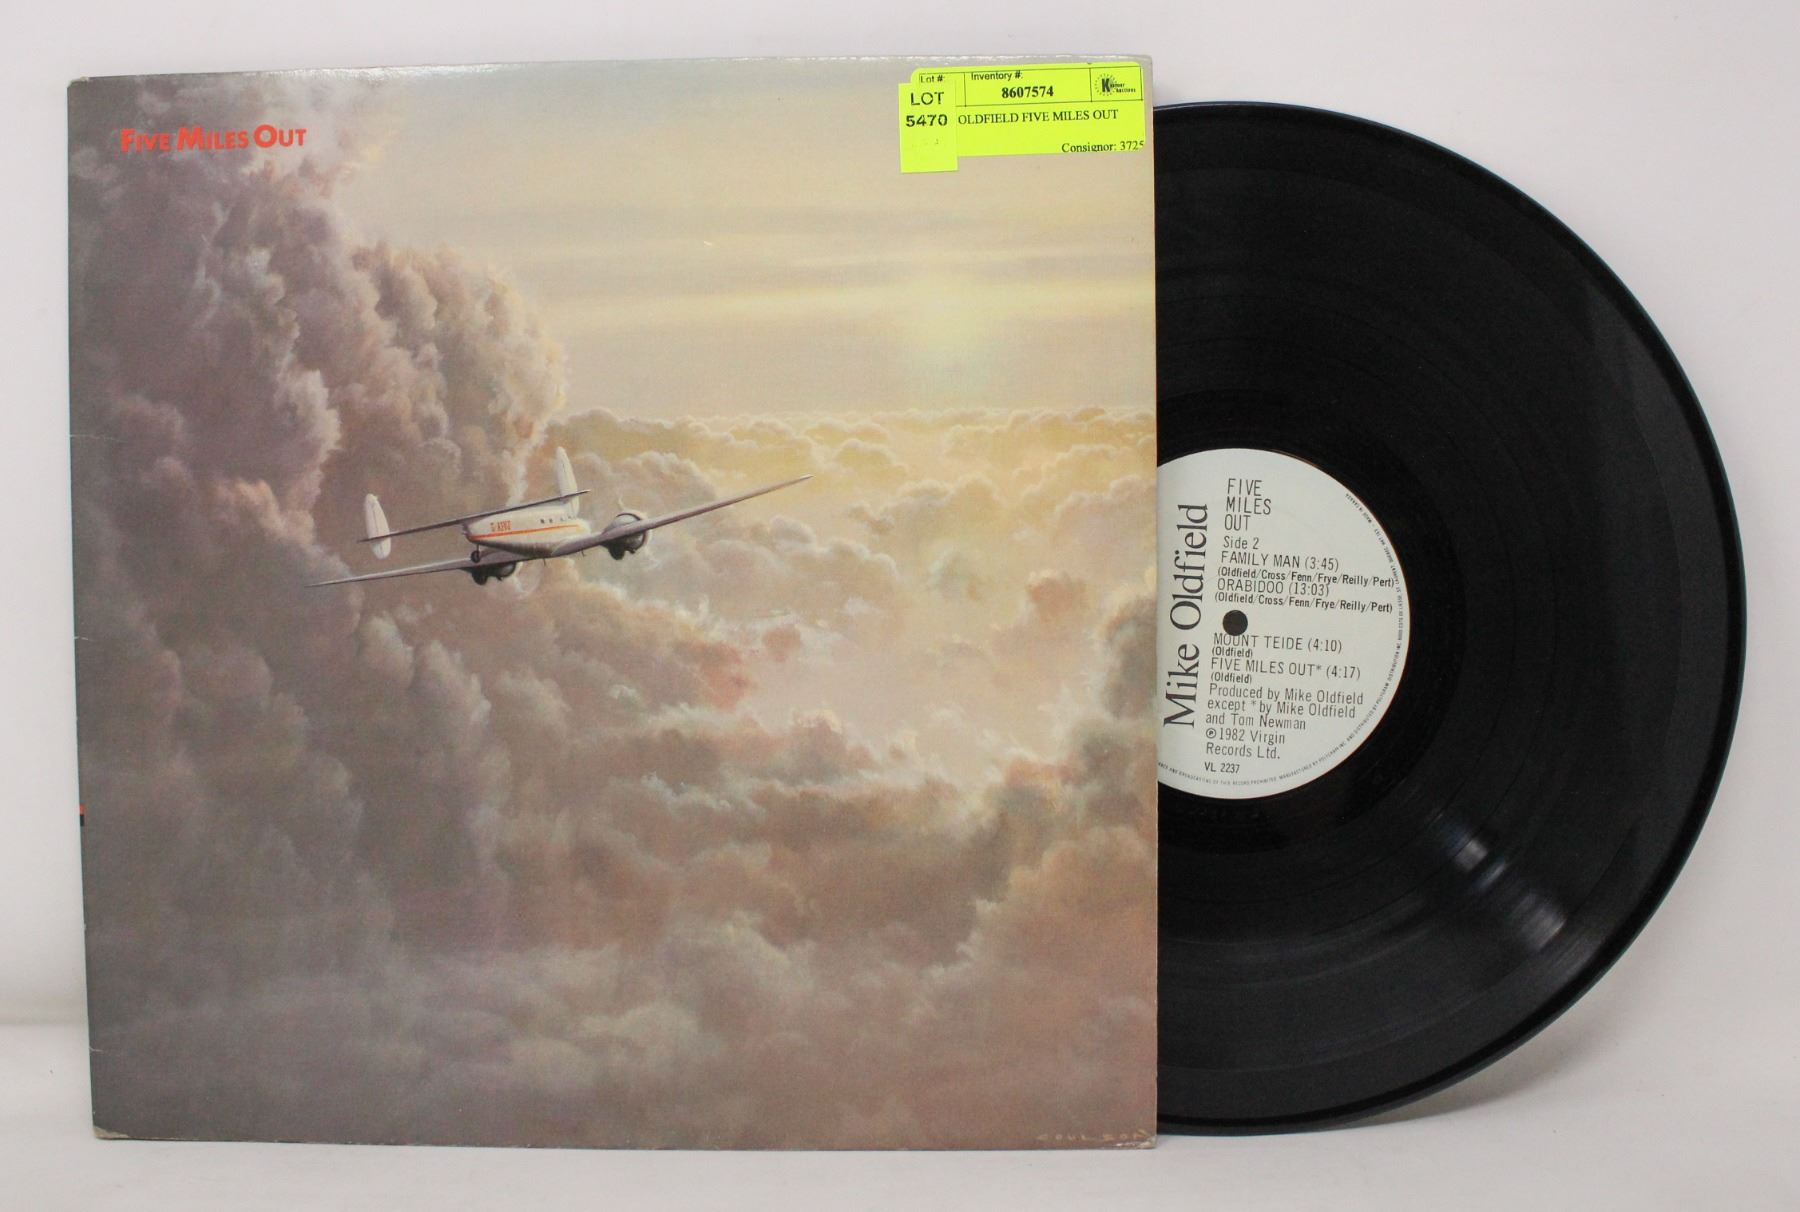 FIVE MILES OUT
Lot #:
Inventory #:
8607574
LOT
5470
OLDFIELD FIVE MILES OUT
Consignor: 3725
G-
COULSON
Mike Oldfield
FIVE
MILES
OUT
Side 2
FAMILY MAN (3:45)
(Oldfield/Cross/Fenn/Frye/Reilly/Pert)
ORABIDOO (13:03)
(Oldfield/Cross/Fenn/Frye/Reilly/Pert)
MOUNT TEIDE (4:10)
(Oldfield)
FIVE MILES OUT* (4:17)
(Oldfield)
Produced by Mike Oldfield
except *by Mike Oldfield
and Tom Newman
℗1982 Virgin
Records Ltd.
VL 2237